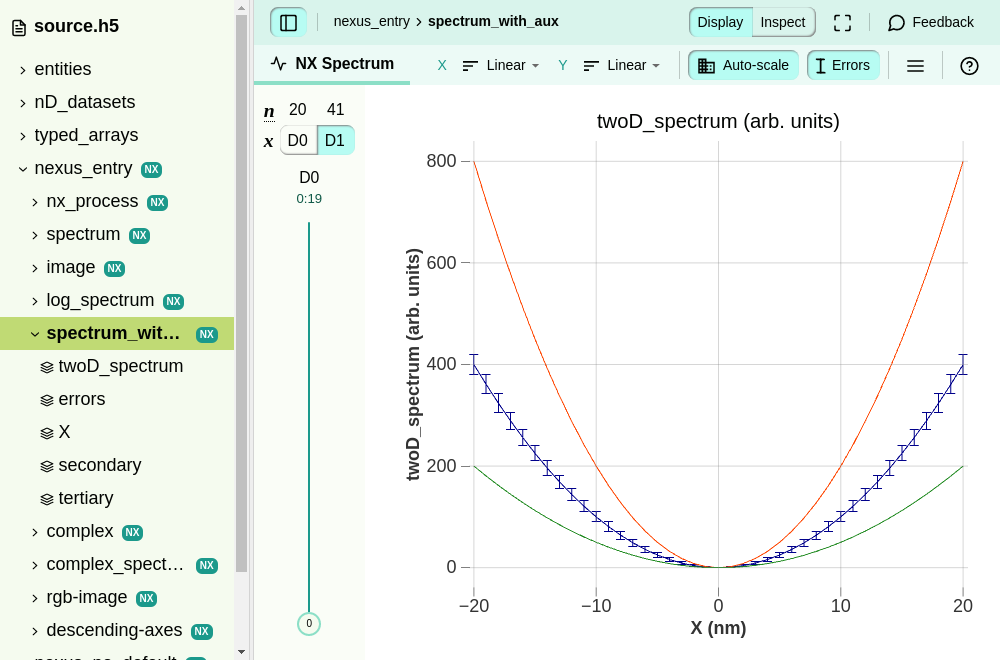 source.h5
entities
nD_datasets
typed_arrays
nexus_entry NX
nx_process NX
spectrum NX
image NX
log_spectrum NX
spectrum_wit… NX
twoD_spectrum
errors
X
secondary
tertiary
complex NX
complex_spect… NX
rgb-image NX
descending-axes NX
nexus_entry › spectrum_with_aux
Display Inspect
Feedback
NX Spectrum
X Linear
Y Linear
Auto-scale
Errors
n 20 41
x D0 D1
D0
0:19
0
twoD_spectrum (arb. units)
800
600
400
200
0
twoD_spectrum (arb. units)
−20 −10 0 10 20
X (nm)